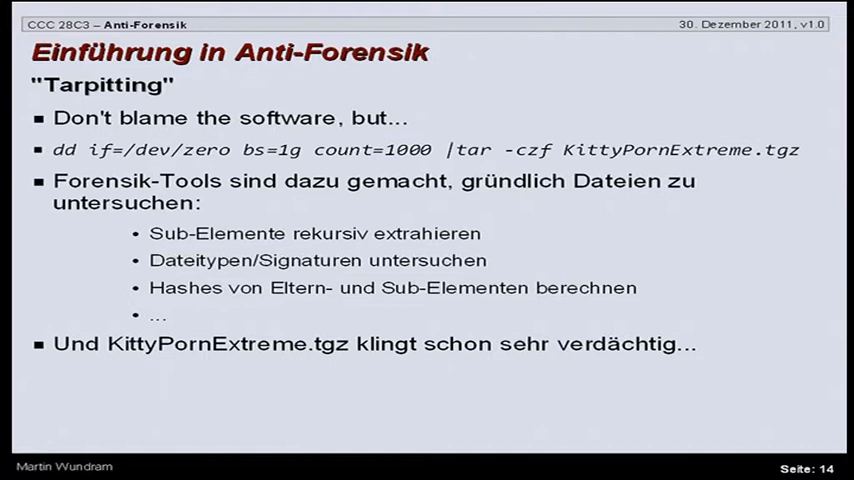 CCC 28C3 – Anti-Forensik
30. Dezember 2011, v1.0
Einführung in Anti-Forensik
"Tarpitting"
Don't blame the software, but...
dd if=/dev/zero bs=1g count=1000 |tar -czf KittyPornExtreme.tgz
Forensik-Tools sind dazu gemacht, gründlich Dateien zu
untersuchen:
Sub-Elemente rekursiv extrahieren
Dateitypen/Signaturen untersuchen
Hashes von Eltern- und Sub-Elementen berechnen
...
Und KittyPornExtreme.tgz klingt schon sehr verdächtig...
Martin Wundram
Seite: 14